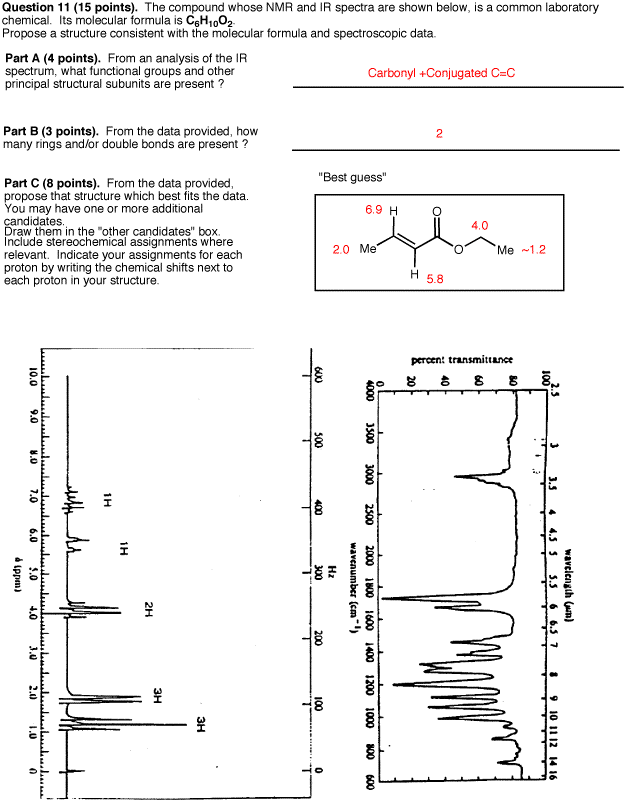 Question 11 (15 points). The compound whose NMR and IR spectra are shown below, is a common laboratory
chemical. Its molecular formula is C6H10O2.
Propose a structure consistent with the molecular formula and spectroscopic data.
Part A (4 points). From an analysis of the IR
spectrum, what functional groups and other
principal structural subunits are present ?
Carbonyl +Conjugated C=C
Part B (3 points). From the data provided, how
many rings and/or double bonds are present ?
2
Part C (8 points). From the data provided,
propose that structure which best fits the data.
You may have one or more additional
candidates.
Draw them in the "other candidates" box.
Include stereochemical assignments where
relevant. Indicate your assignments for each
proton by writing the chemical shifts next to
each proton in your structure.
"Best guess"
6.9 H O 4.0
2.0 Me O Me ~1.2
H 5.8
10.0 9.0 8.0 7.0 6.0 5.0 4.0 3.0 2.0 1.0 0
δ (ppm)
1H
1H
2H
3H
3H
600 500 400 300 200 100 0
Hz
percent transmittance
0 20 40 60 80 100
4000 3500 3000 2500 2000 1800 1600 1400 1200 1000 800 600
wavenumber (cm-1)
2.5 3 3.5 4 4.5 5 5.5 6 6.5 7 8 9 10 11 12 14 16
wavelength (μm)